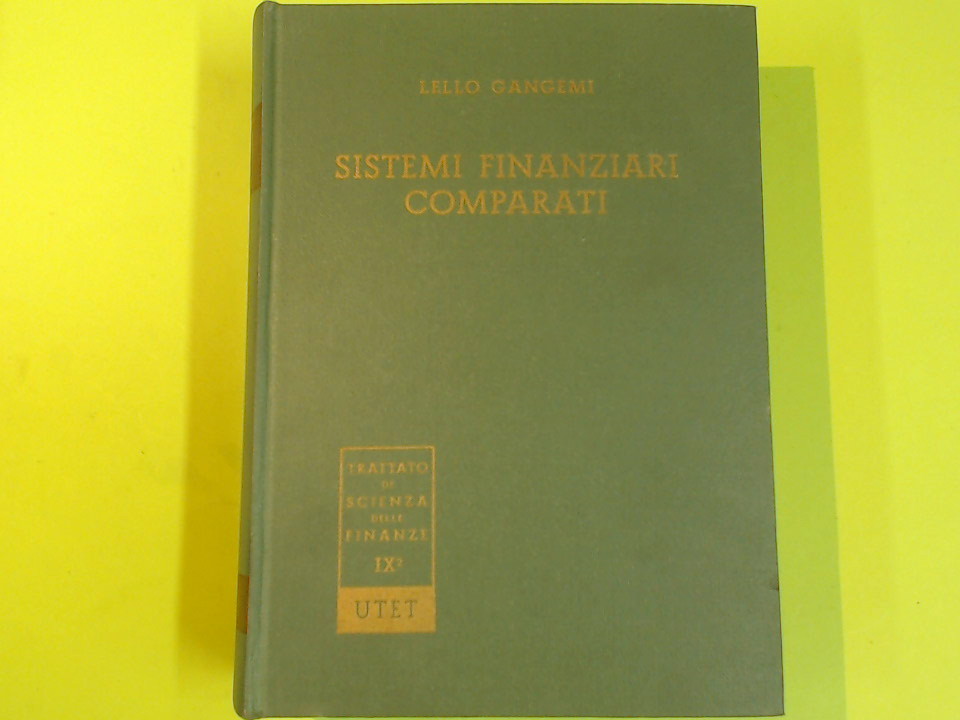 LELLO GANGEMI
SISTEMI FINANZIARI
COMPARATI
TRATTATO
DI
SCIENZA
DELLE
FINANZE
IX²
UTET